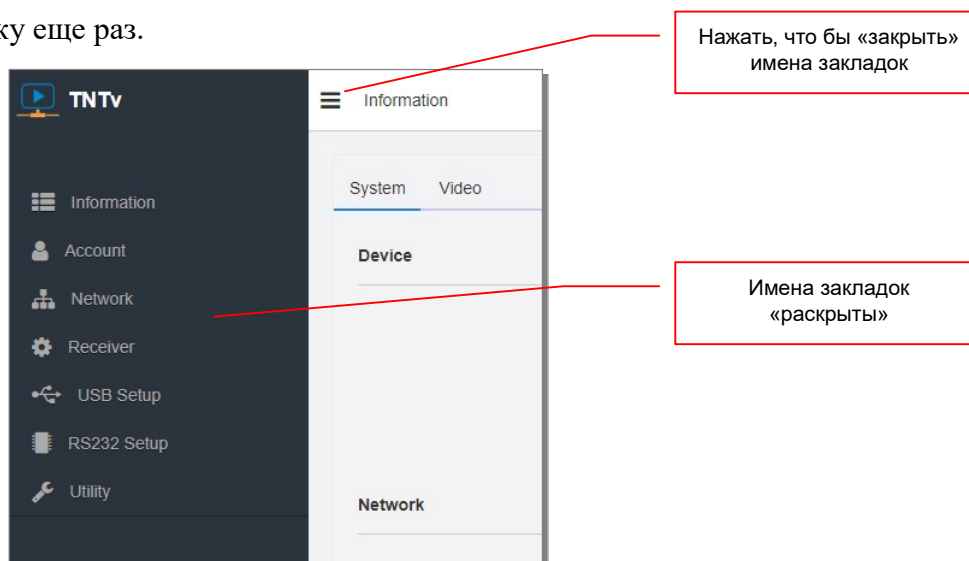 ку еще раз.
Нажать, что бы «закрыть»
имена закладок
TNTv
Information
System Video
Information
Account
Device
Network
Имена закладок
«раскрыты»
Receiver
USB Setup
RS232 Setup
Utility
Network